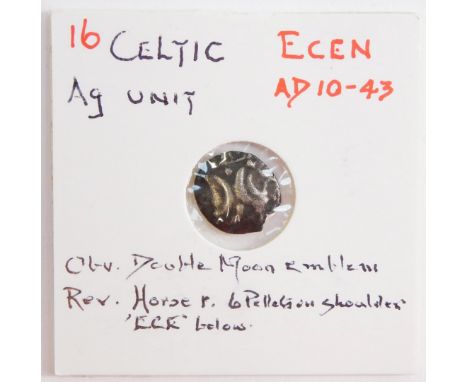 16 CELTIC ECEN
Ag UNIT AD 10-43
Obv. Double Moon emblem
Rev. Horse r. 6 Pellets on shoulder
'ECE' below.